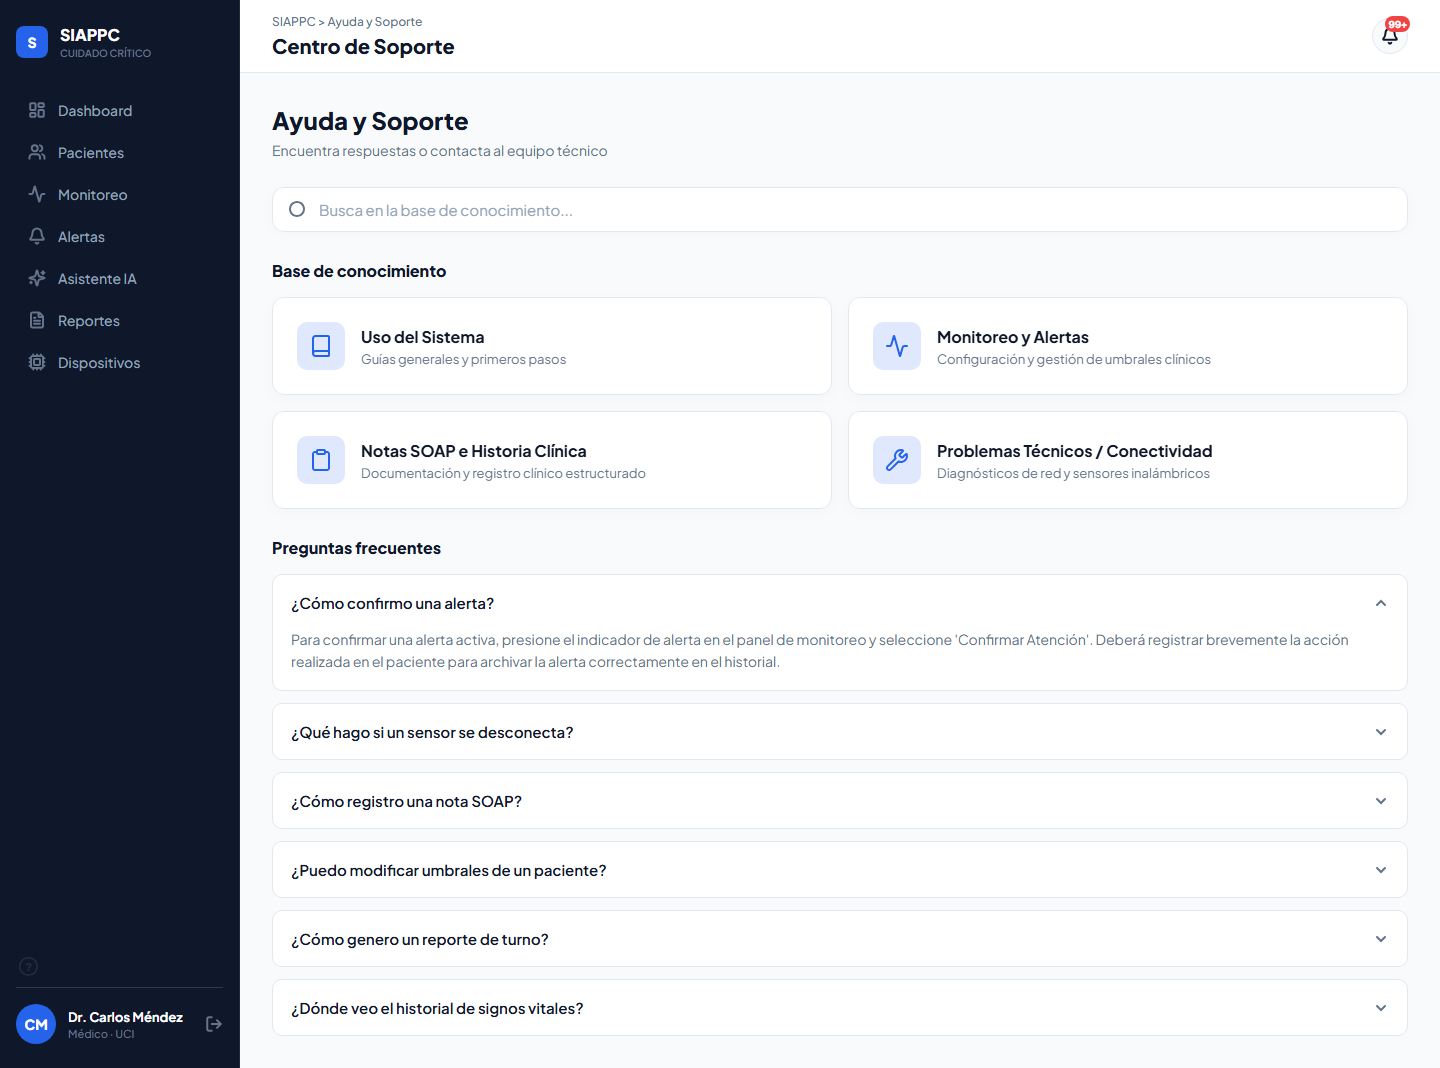 S
SIAPPC
CUIDADO CRÍTICO
Dashboard
Pacientes
Monitoreo
Alertas
Asistente IA
Reportes
Dispositivos
?
CM
Dr. Carlos Méndez
Médico · UCI
SIAPPC > Ayuda y Soporte
Centro de Soporte
99+
Ayuda y Soporte
Encuentra respuestas o contacta al equipo técnico
Busca en la base de conocimiento...
Base de conocimiento
Uso del Sistema
Guías generales y primeros pasos
Monitoreo y Alertas
Configuración y gestión de umbrales clínicos
Notas SOAP e Historia Clínica
Documentación y registro clínico estructurado
Problemas Técnicos / Conectividad
Diagnósticos de red y sensores inalámbricos
Preguntas frecuentes
¿Cómo confirmo una alerta?
Para confirmar una alerta activa, presione el indicador de alerta en el panel de monitoreo y seleccione 'Confirmar Atención'. Deberá registrar brevemente la acción
realizada en el paciente para archivar la alerta correctamente en el historial.
¿Qué hago si un sensor se desconecta?
¿Cómo registro una nota SOAP?
¿Puedo modificar umbrales de un paciente?
¿Cómo genero un reporte de turno?
¿Dónde veo el historial de signos vitales?